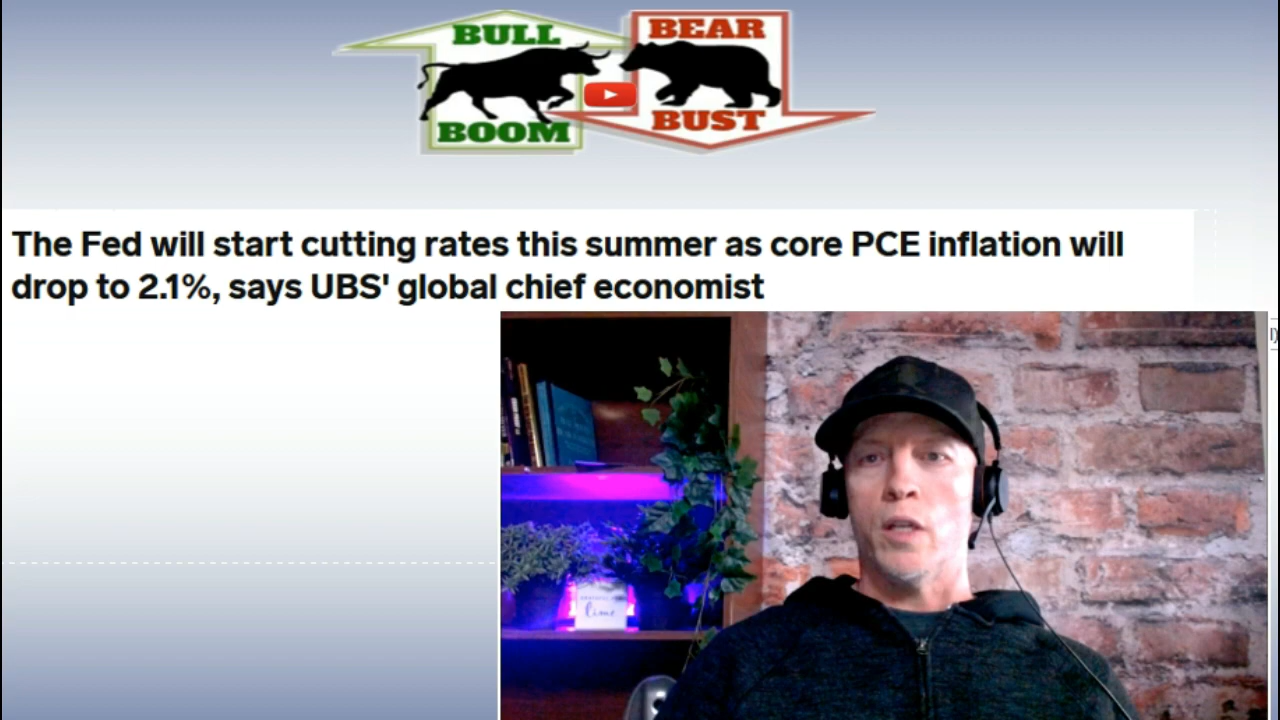 BULL
BEAR
BOOM
BUST
The Fed will start cutting rates this summer as core PCE inflation will
drop to 2.1%, says UBS' global chief economist